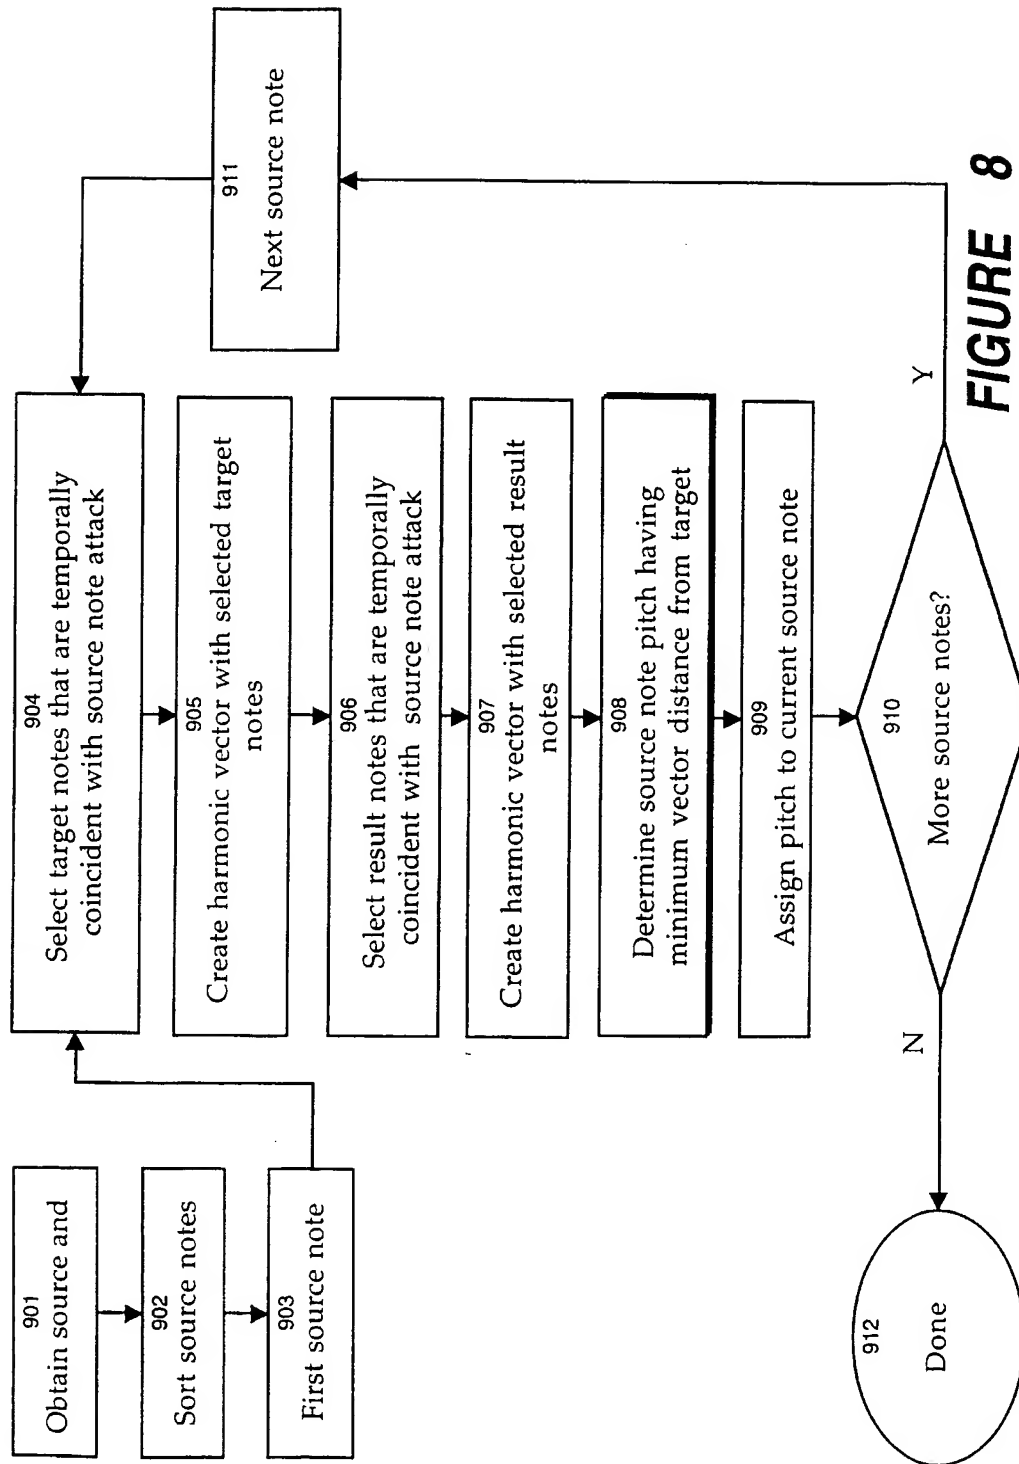 901
Obtain source and
902
Sort source notes
903
First source note
904
Select target notes that are temporally
coincident with source note attack
905
Create harmonic vector with selected target
notes
906
Select result notes that are temporally
coincident with source note attack
907
Create harmonic vector with selected result
notes
908
Determine source note pitch having
minimum vector distance from target
909
Assign pitch to current source note
910
More source notes?
N
Y
911
Next source note
912
Done
FIGURE 8